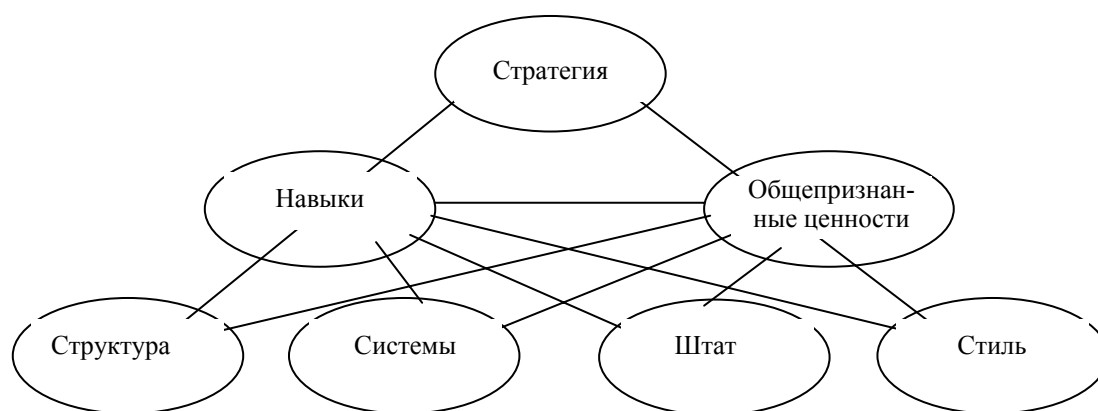 Стратегия
Навыки
Общепризнан-
ные ценности
Структура
Системы
Штат
Стиль